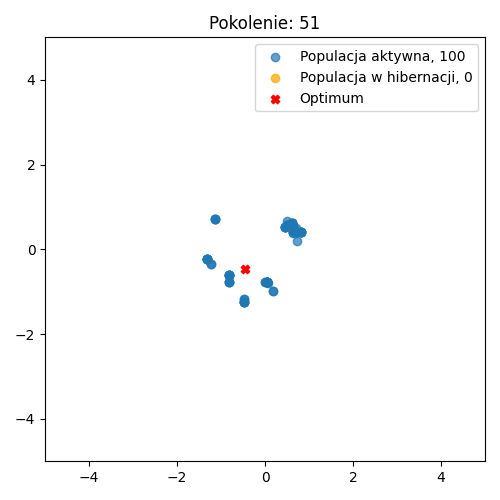 Pokolenie: 51
Populacja aktywna, 100
Populacja w hibernacji, 0
Optimum
4
2
0
−2
−4
−4 −2 0 2 4